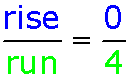 rise/run = 0/4